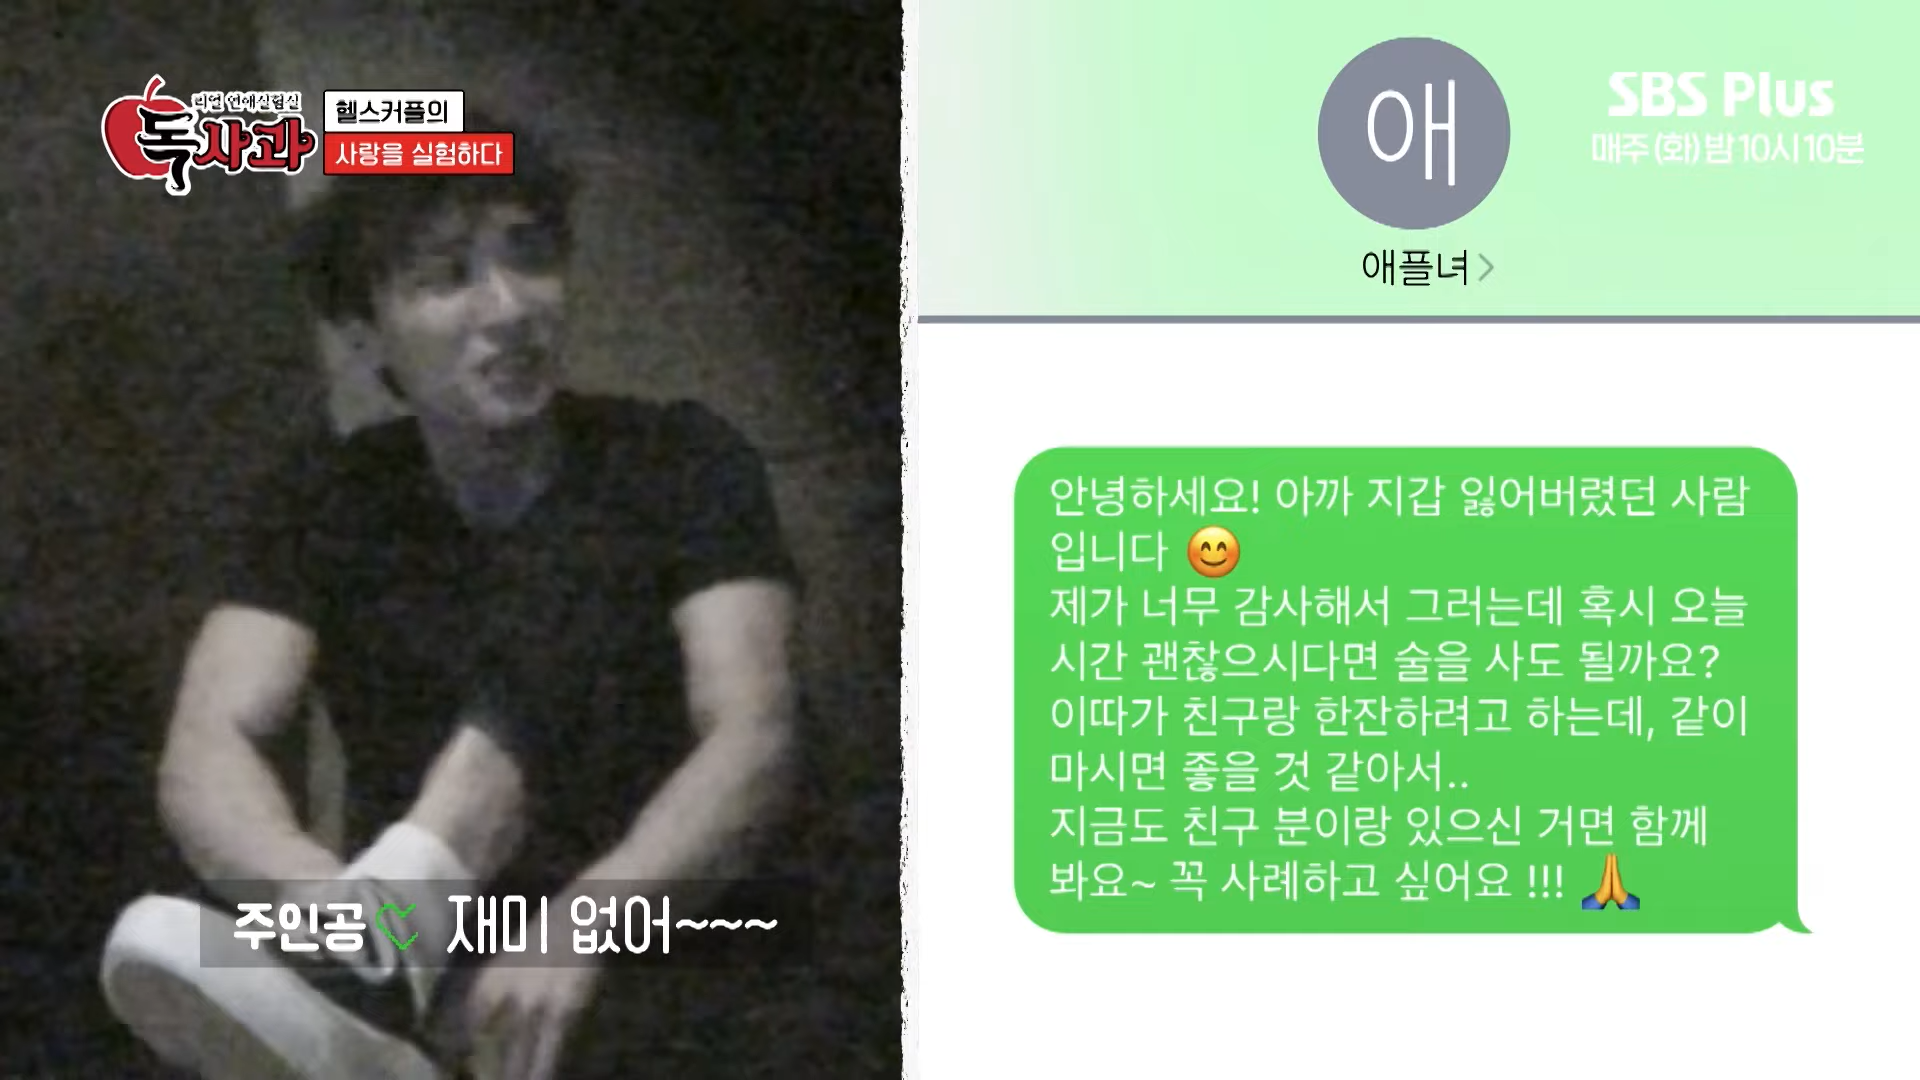 리얼 연애실험실
독사과
헬스커플의
사랑을 실험하다
애
SBS Plus
매주 (화) 밤 10시 10분
애플녀 >
안녕하세요! 아까 지갑 잃어버렸던 사람
입니다 😊
제가 너무 감사해서 그러는데 혹시 오늘
시간 괜찮으시다면 술을 사도 될까요?
이따가 친구랑 한잔하려고 하는데, 같이
마시면 좋을 것 같아서..
지금도 친구 분이랑 있으신 거면 함께
봐요~ 꼭 사례하고 싶어요 !!! 🙏
주인공♡ 재미 없어~~~